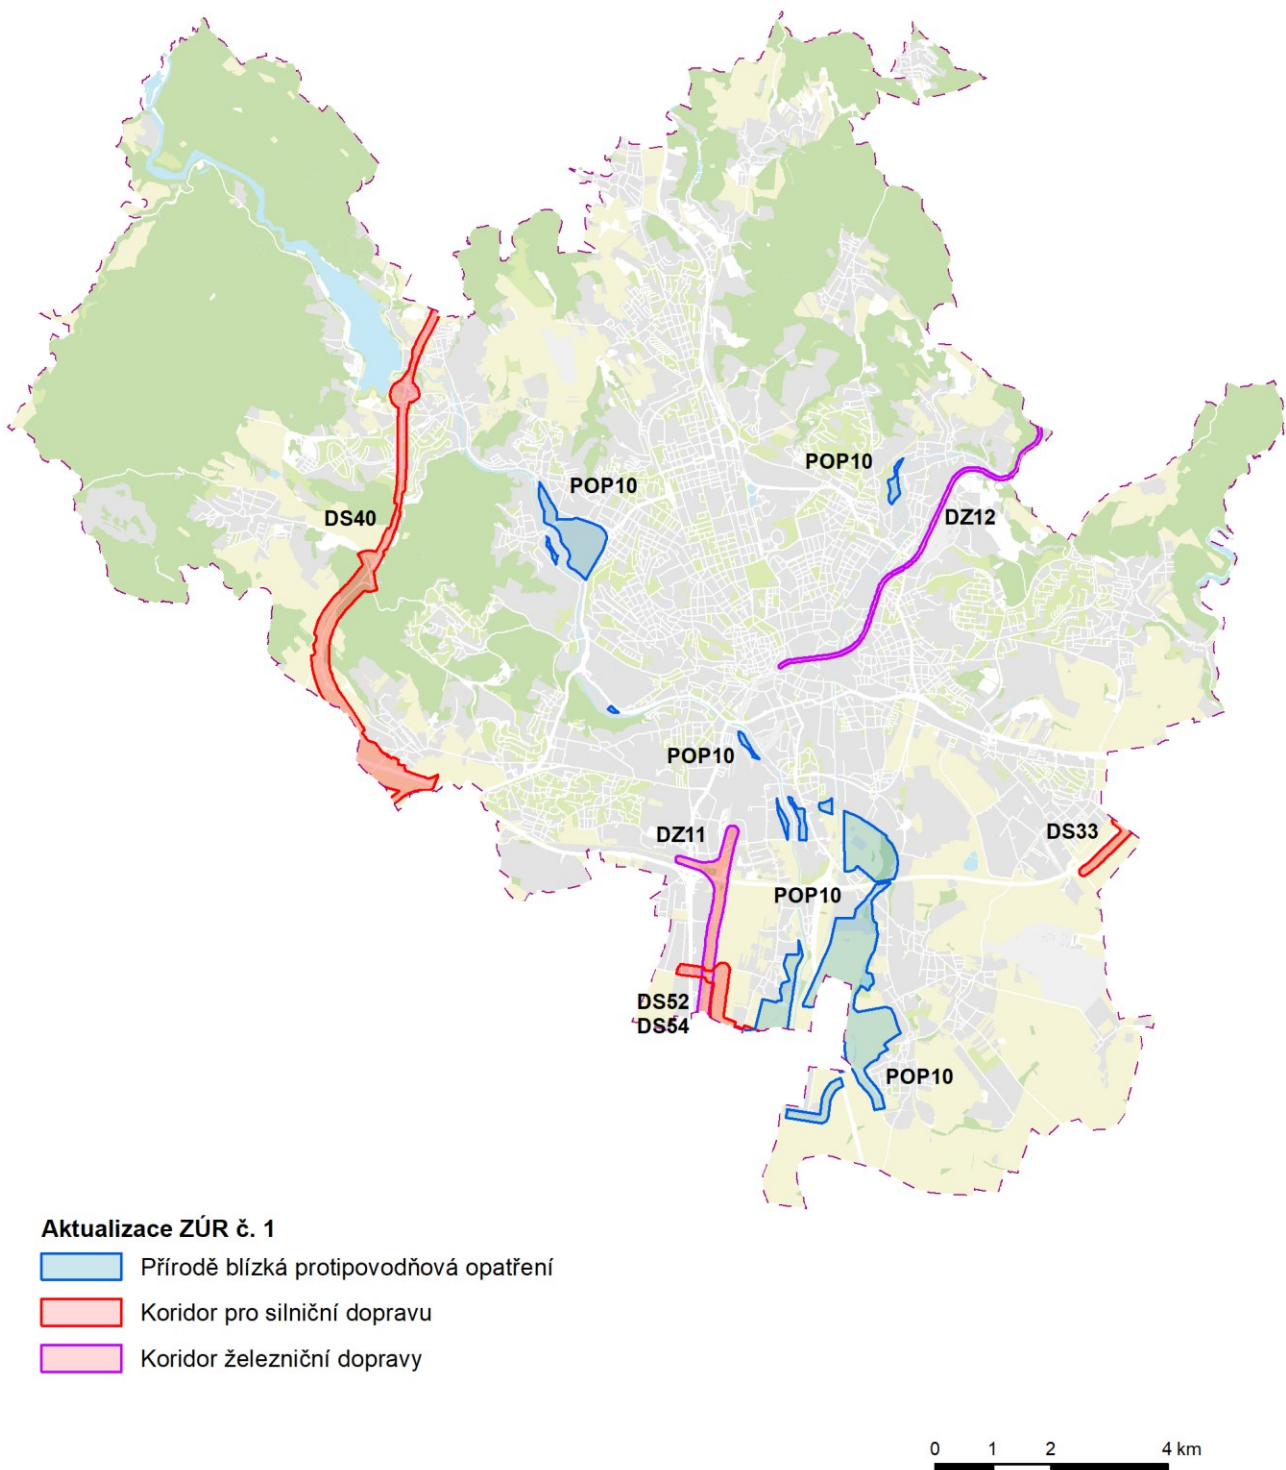 POP10
POP10
DS40
DZ12
POP10
DZ11
DS33
POP10
DS52
DS54
POP10
Aktualizace ZÚR č. 1
Přírodě blízká protipovodňová opatření
Koridor pro silniční dopravu
Koridor železniční dopravy
0 1 2 4 km